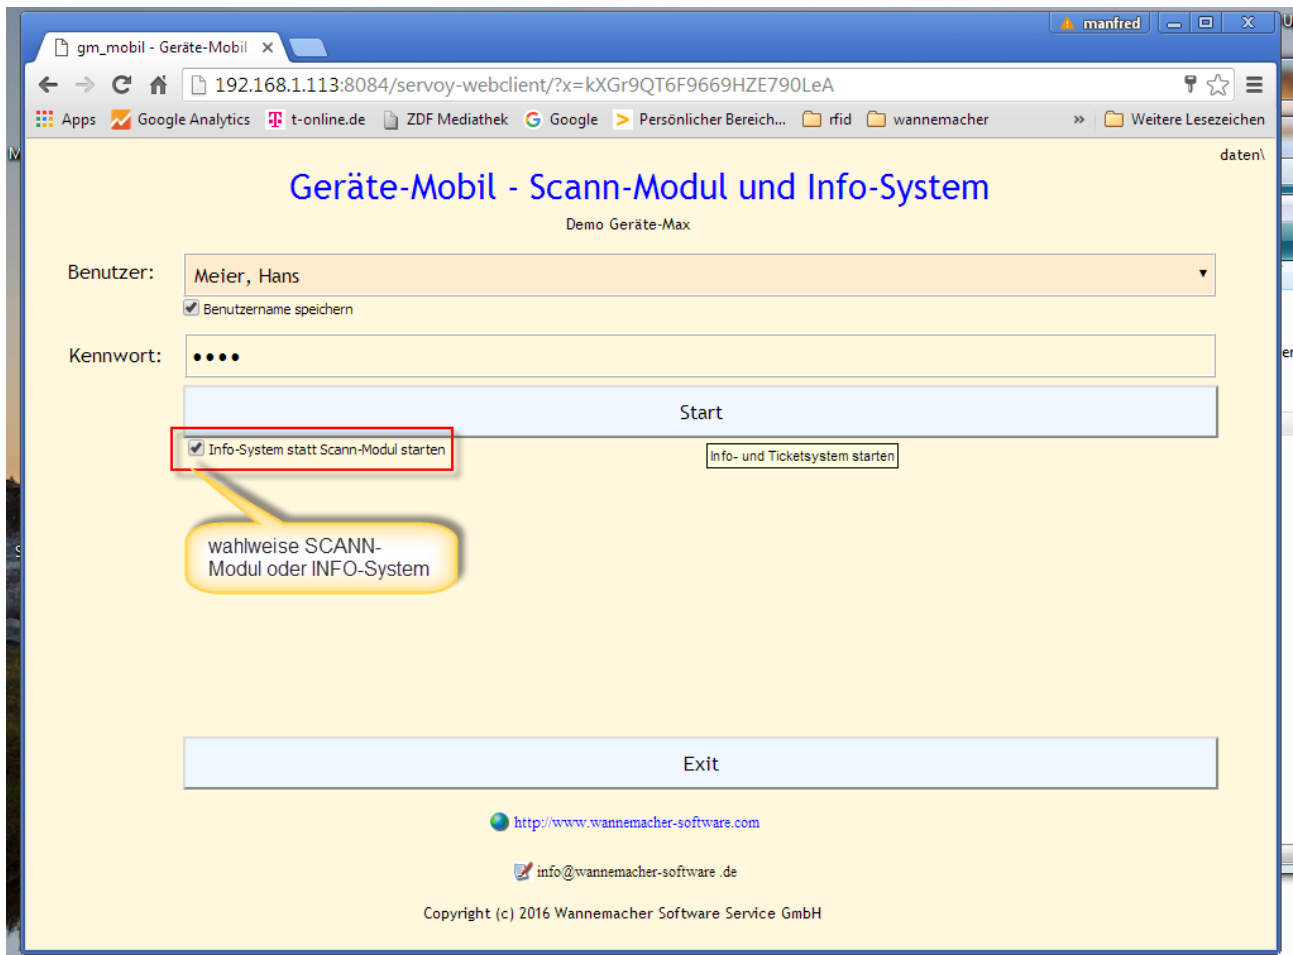 manfred
gm_mobil - Geräte-Mobil
192.168.1.113:8084/servoy-webclient/?x=kXGr9QT6F9669HZE790LeA
Apps Google Analytics t-online.de ZDF Mediathek Google Persönlicher Bereich... rfid wannemacher » Weitere Lesezeichen
daten\
Geräte-Mobil - Scann-Modul und Info-System
Demo Geräte-Max
Benutzer: Meier, Hans
Benutzername speichern
Kennwort: ••••
Start
Info-System statt Scann-Modul starten
Info- und Ticketsystem starten
wahlweise SCANN-
Modul oder INFO-System
Exit
http://www.wannemacher-software.com
info@wannemacher-software .de
Copyright (c) 2016 Wannemacher Software Service GmbH